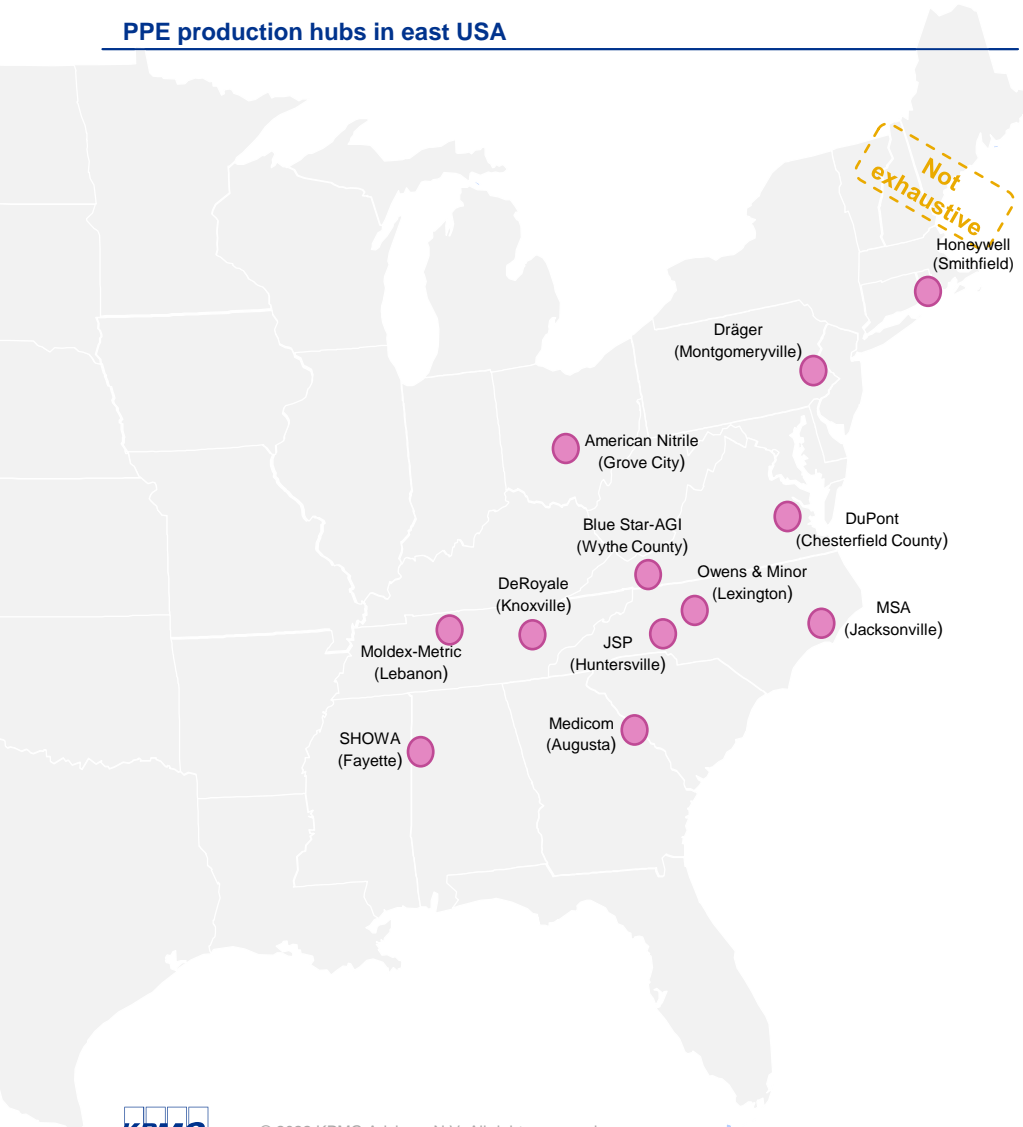 PPE production hubs in east USA
Not
exhaustive
Honeywell
(Smithfield)
Dräger
(Montgomeryville)
American Nitrile
(Grove City)
Blue Star-AGI
(Wythe County)
DuPont
(Chesterfield County)
Owens & Minor
(Lexington)
DeRoyale
(Knoxville)
MSA
(Jacksonville)
Moldex-Metric
(Lebanon)
JSP
(Huntersville)
Medicom
(Augusta)
SHOWA
(Fayette)
KPMG